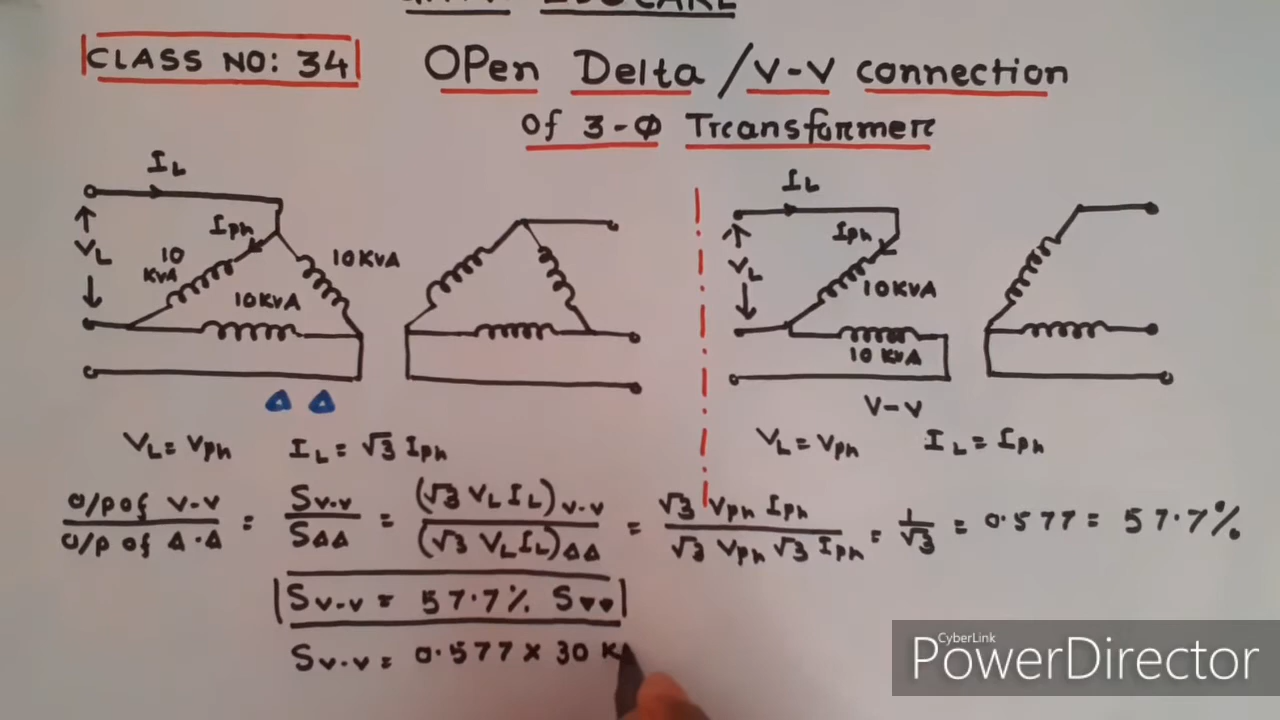 CLASS NO: 34
OPen Delta / V-V connection
of 3-Φ Transformer
IL
VL
Iph
10 KVA
10KVA
10KVA
Δ Δ
IL
VL
Iph
10KVA
10 KVA
V-V
VL = Vph IL = √3 Iph
VL = Vph IL = Iph
o/p of V-V / o/p of Δ.Δ = SV-V / SΔΔ = (√3 VL IL)V-V / (√3 VL IL)ΔΔ = √3 Vph Iph / √3 Vph √3 Iph = 1/√3 = 0.577 = 57.7%
SV-V = 57.7% S▾▾
SV-V = 0.577 × 30 K
CyberLink
PowerDirector